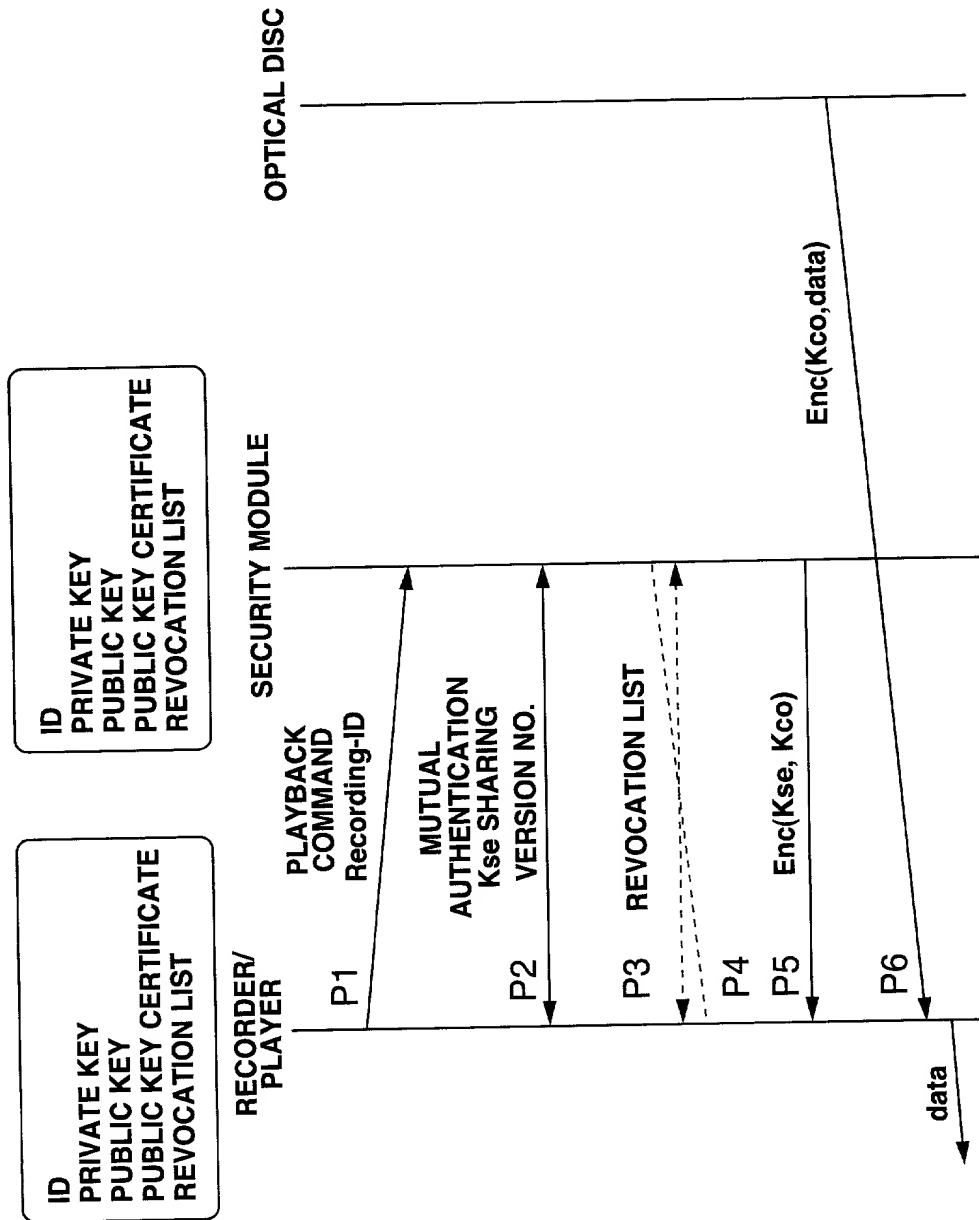 ID
PRIVATE KEY
PUBLIC KEY
PUBLIC KEY CERTIFICATE
REVOCATION LIST
ID
PRIVATE KEY
PUBLIC KEY
PUBLIC KEY CERTIFICATE
REVOCATION LIST
RECORDER/
PLAYER
SECURITY MODULE
OPTICAL DISC
P1
PLAYBACK
COMMAND
Recording-ID
P2
MUTUAL
AUTHENTICATION
Kse SHARING
VERSION NO.
P3
REVOCATION LIST
P4
P5
Enc(Kse, Kco)
P6
Enc(Kco,data)
data